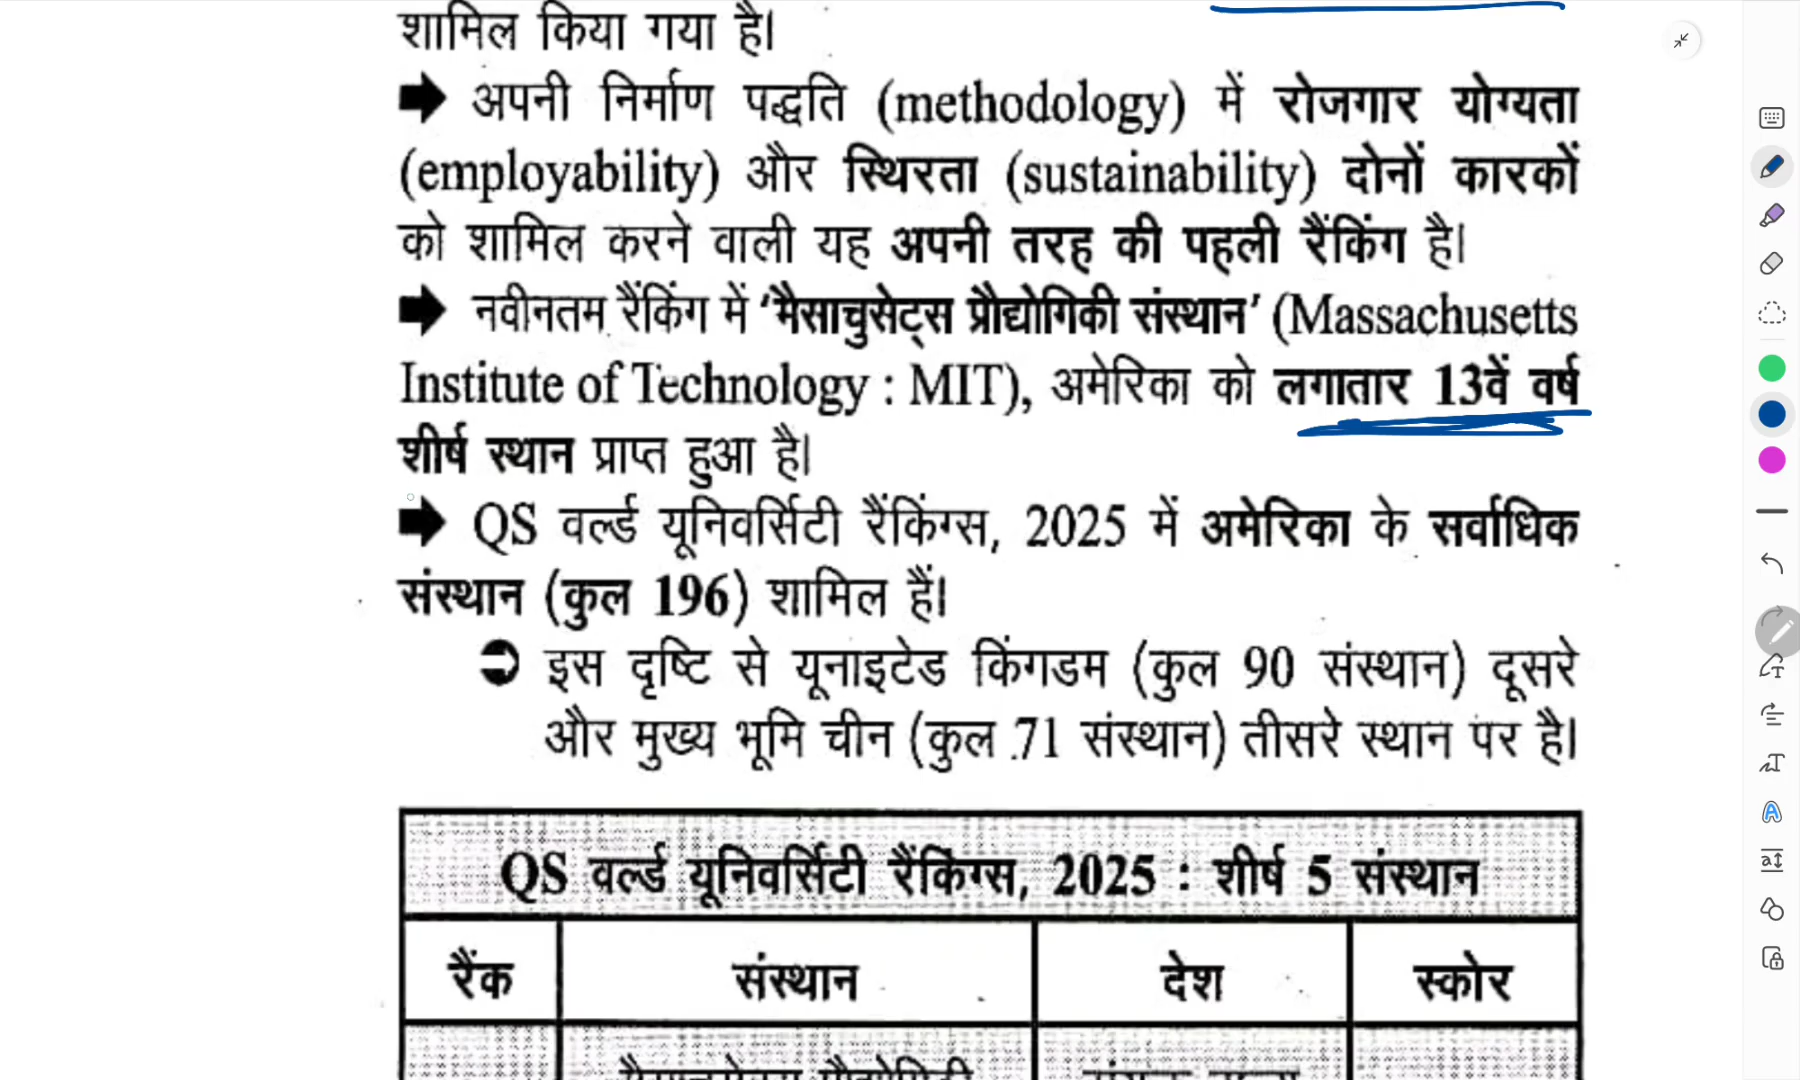 शामिल किया गया है।
➡ अपनी निर्माण पद्धति (methodology) में रोजगार योग्यता
(employability) और स्थिरता (sustainability) दोनों कारकों
को शामिल करने वाली यह अपनी तरह की पहली रैंकिंग है।
➡ नवीनतम रैंकिंग में ‘मैसाचुसेट्स प्रौद्योगिकी संस्थान’ (Massachusetts
Institute of Technology : MIT), अमेरिका को लगातार 13वें वर्ष
शीर्ष स्थान प्राप्त हुआ है।
➡ QS वर्ल्ड यूनिवर्सिटी रैंकिंग्स, 2025 में अमेरिका के सर्वाधिक
संस्थान (कुल 196) शामिल हैं।
➲ इस दृष्टि से यूनाइटेड किंगडम (कुल 90 संस्थान) दूसरे
और मुख्य भूमि चीन (कुल 71 संस्थान) तीसरे स्थान पर है।
QS वर्ल्ड यूनिवर्सिटी रैंकिंग्स, 2025 : शीर्ष 5 संस्थान
रैंक संस्थान देश स्कोर